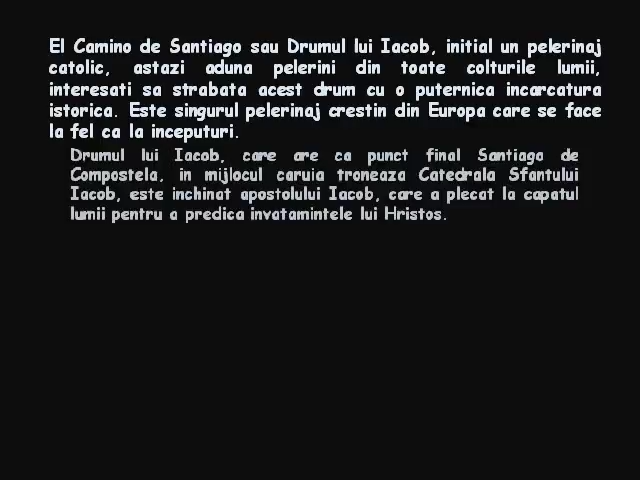 El Camino de Santiago sau Drumul lui Iacob, initial un pelerinaj
catolic, astazi aduna pelerini din toate colturile lumii,
interesati sa strabata acest drum cu o puternica incarcatura
istorica. Este singurul pelerinaj crestin din Europa care se face
la fel ca la inceputuri.
Drumul lui Iacob, care are ca punct final Santiago de
Compostela, in mijlocul caruia troneaza Catedrala Sfantului
Iacob, este inchinat apostolului Iacob, care a plecat la capatul
lumii pentru a predica invatamintele lui Hristos.